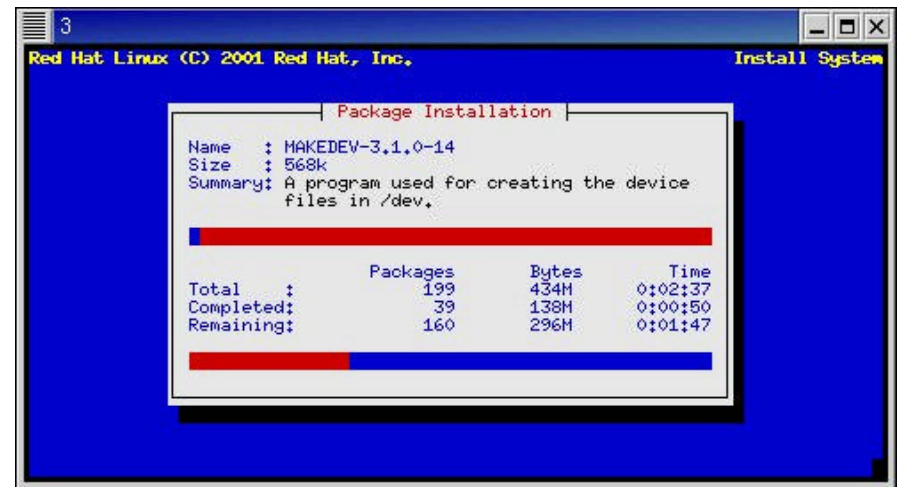 3
Red Hat Linux (C) 2001 Red Hat, Inc. Install System
Package Installation
Name : MAKEDEV-3.1.0-14
Size : 568k
Summary: A program used for creating the device
files in /dev.
Packages Bytes Time
Total : 199 434M 0:02:37
Completed: 39 138M 0:00:50
Remaining: 160 296M 0:01:47